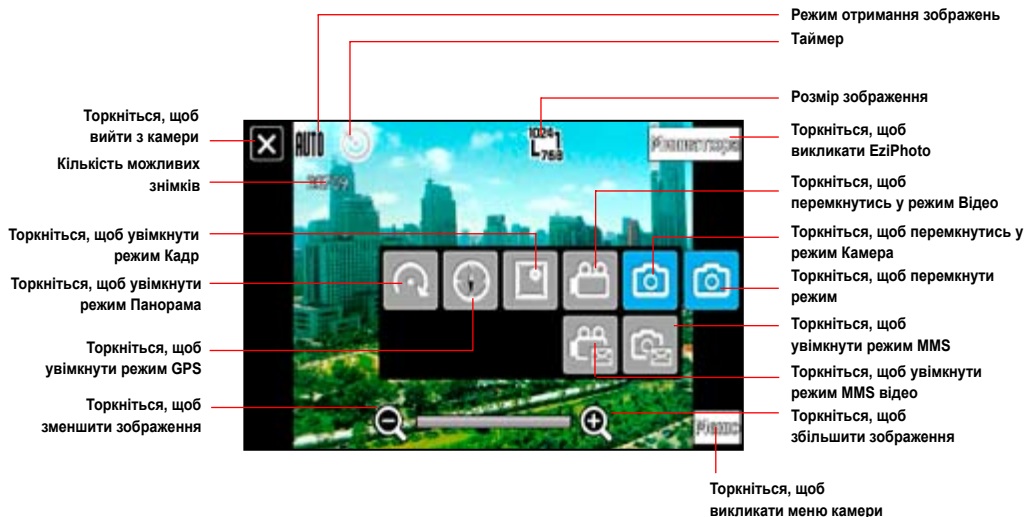 Режим отримання зображень
Таймер
Розмір зображення
Торкніться, щоб
викликати EziPhoto
Торкніться, щоб
перемкнутись у режим Відео
Торкніться, щоб перемкнутись у
режим Камера
Торкніться, щоб перемкнути
режим
Торкніться, щоб
увімкнути режим MMS
Торкніться, щоб увімкнути
режим MMS відео
Торкніться, щоб
збільшити зображення
Торкніться, щоб
викликати меню камери
Торкніться, щоб
вийти з камери
Кількість можливих
знімків
Торкніться, щоб увімкнути
режим Кадр
Торкніться, щоб увімкнути
режим Панорама
Торкніться, щоб
увімкнути режим GPS
Торкніться, щоб
зменшити зображення
AUTO
1024
768